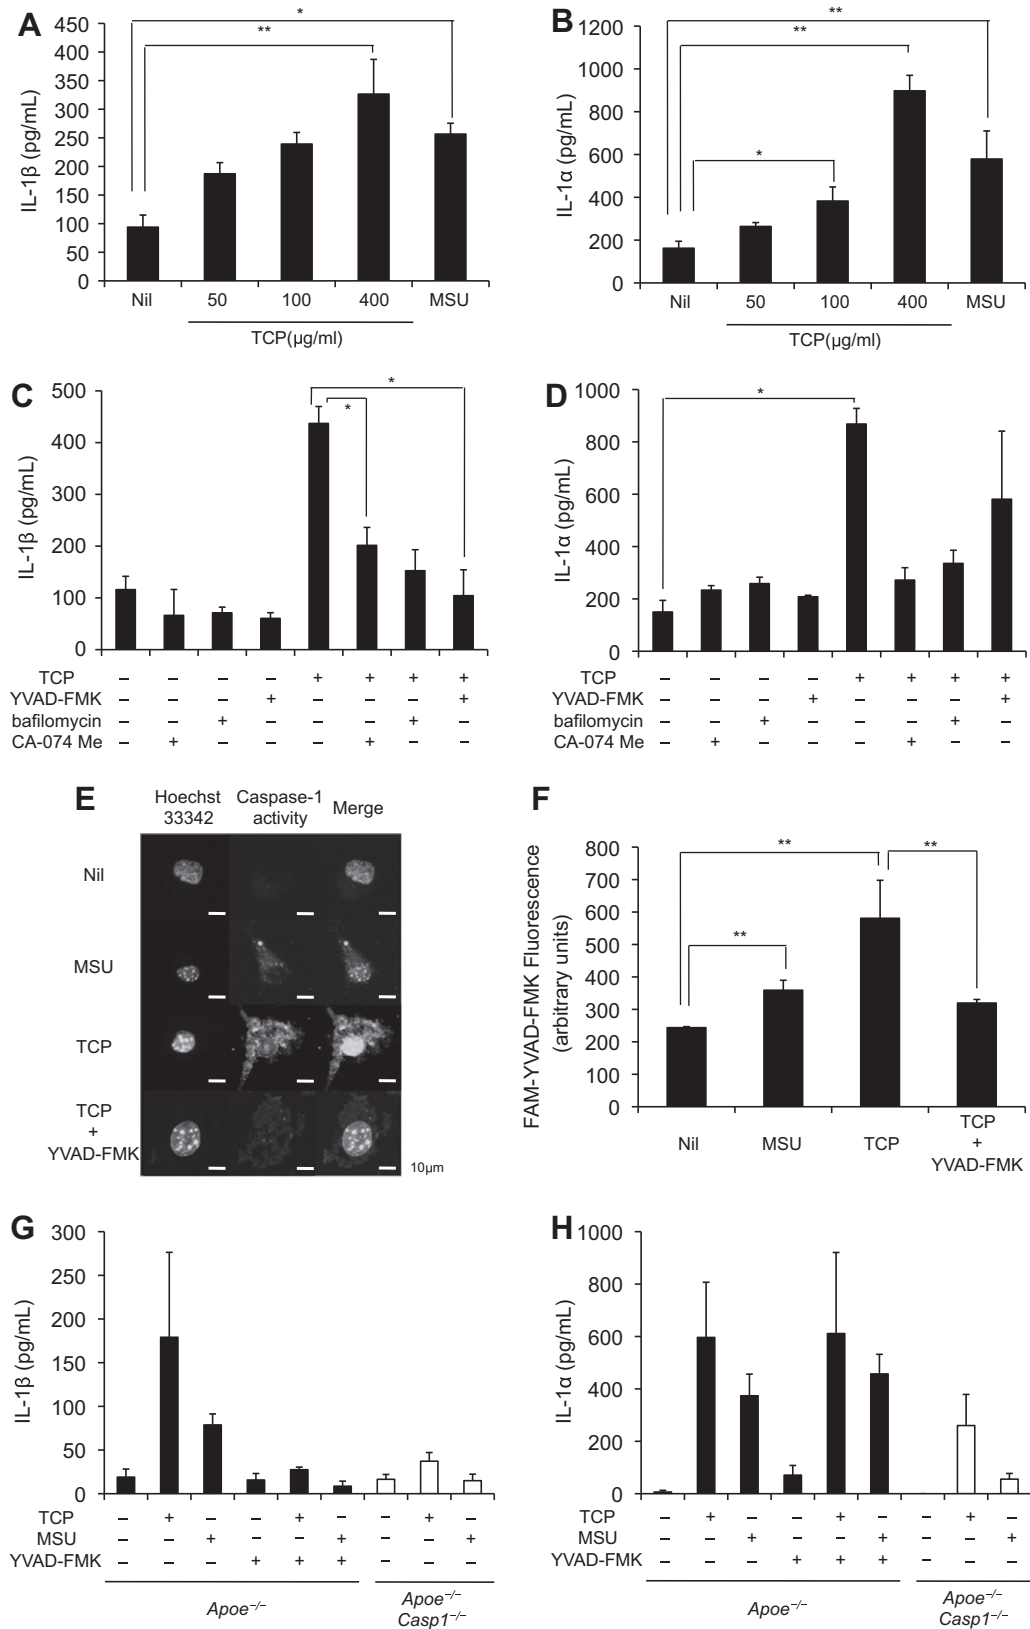 A
IL-1β (pg/mL)
450
400
350
300
250
200
150
100
50
0
*
**
Nil 50 100 400 MSU
TCP(µg/ml)
B
IL-1α (pg/mL)
1200
1000
800
600
400
200
0
**
**
*
Nil 50 100 400 MSU
TCP(µg/ml)
C
IL-1β (pg/mL)
500
400
300
200
100
0
*
*
TCP – – – – + + + +
YVAD-FMK – – – + – – – +
bafilomycin – – + – – – + –
CA-074 Me – + – – – + – –
D
IL-1α (pg/mL)
1000
800
600
400
200
0
*
TCP – – – – + + + +
YVAD-FMK – – – + – – – +
bafilomycin – – + – – – + –
CA-074 Me – + – – – + – –
E
Hoechst 33342
Caspase-1 activity
Merge
Nil
MSU
TCP
TCP
+
YVAD-FMK
10µm
F
FAM-YVAD-FMK Fluorescence
(arbitrary units)
800
700
600
500
400
300
200
100
0
**
**
**
Nil MSU TCP TCP + YVAD-FMK
G
IL-1β (pg/mL)
300
250
200
150
100
50
0
TCP – + – – + – – + –
MSU – – + – – + – – +
YVAD-FMK – – – + + + – – –
Apoe–/–
Apoe–/–
Casp1–/–
H
IL-1α (pg/mL)
1000
800
600
400
200
0
TCP – + – – + – – + –
MSU – – + – – + – – +
YVAD-FMK – – – + + + – – –
Apoe–/–
Apoe–/–
Casp1–/–